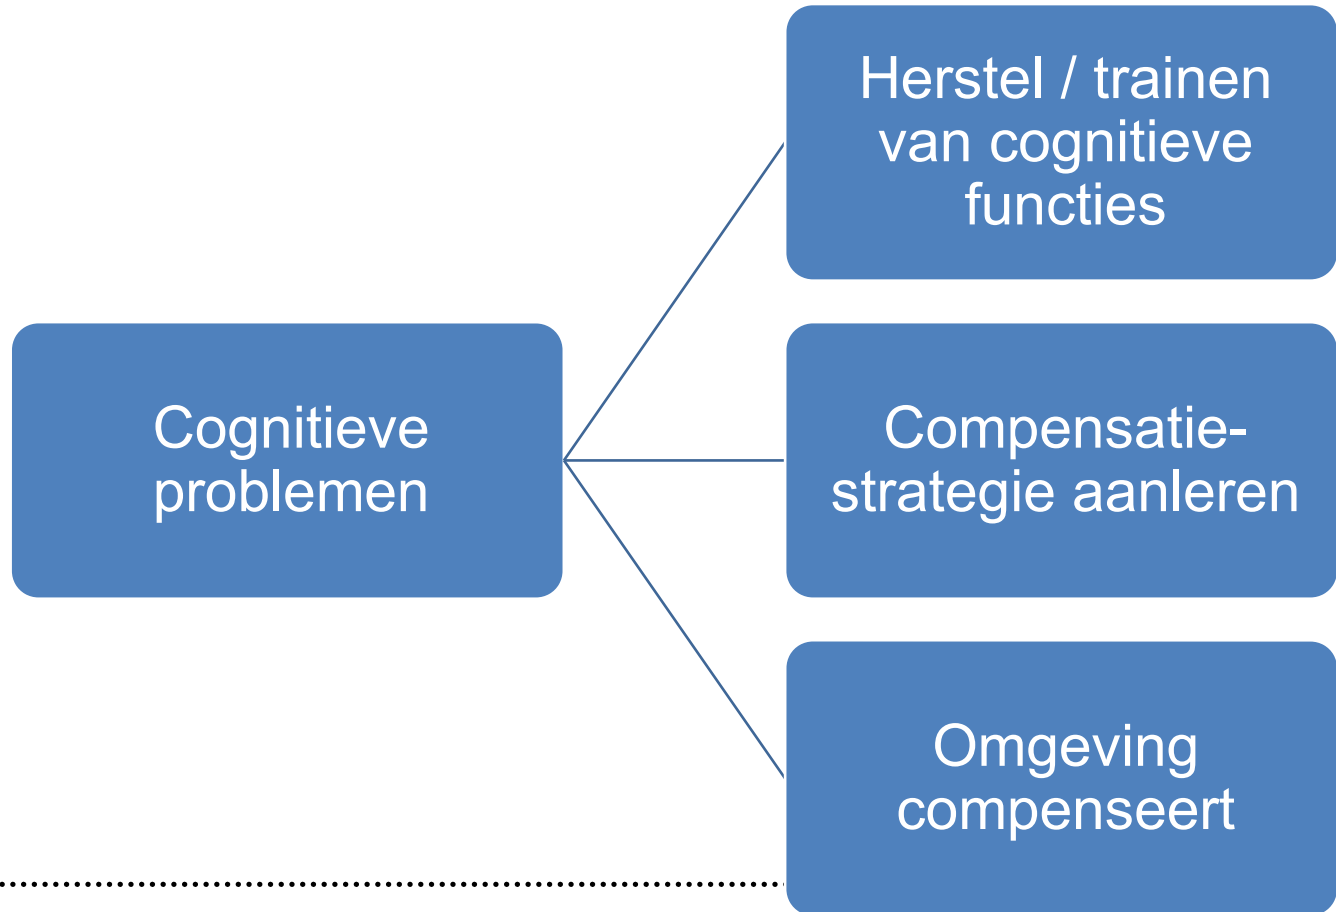 Herstel / trainen
van cognitieve
functies
Cognitieve
problemen
Compensatie-
strategie aanleren
Omgeving
compenseert